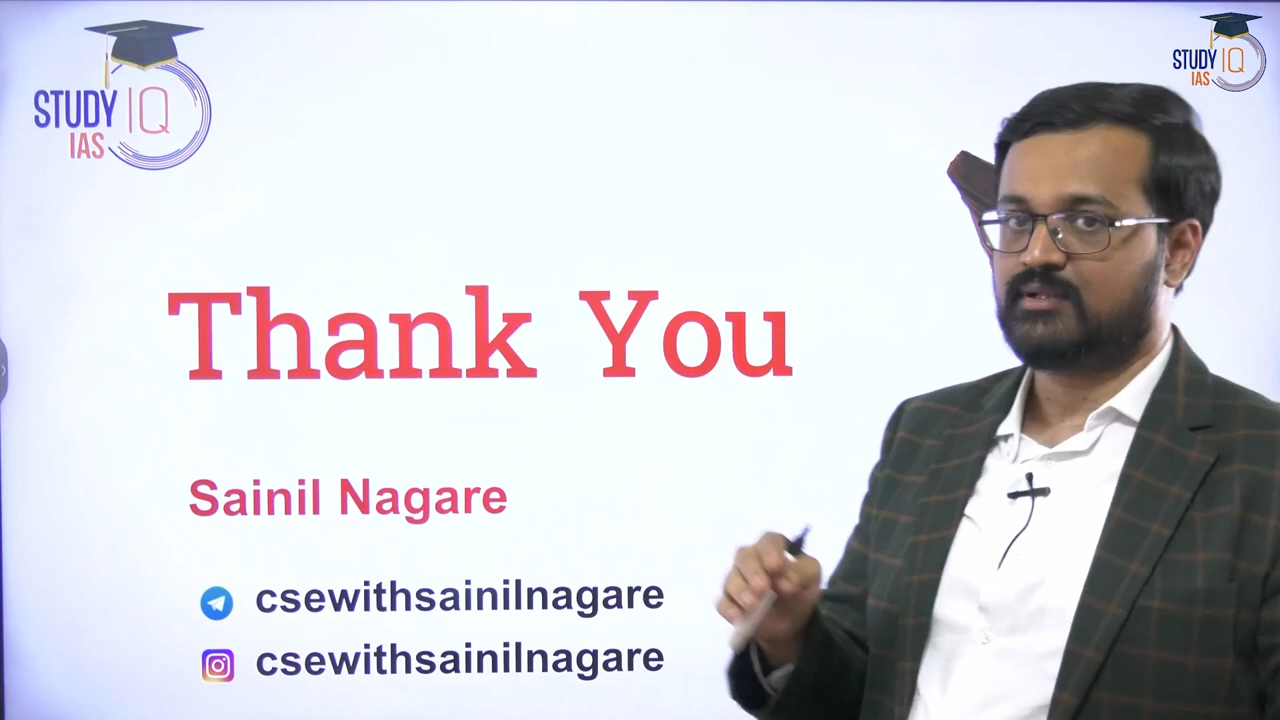 STUDY IQ
IAS
STUDY IQ
IAS
Thank You
Sainil Nagare
csewithsainilnagare
csewithsainilnagare